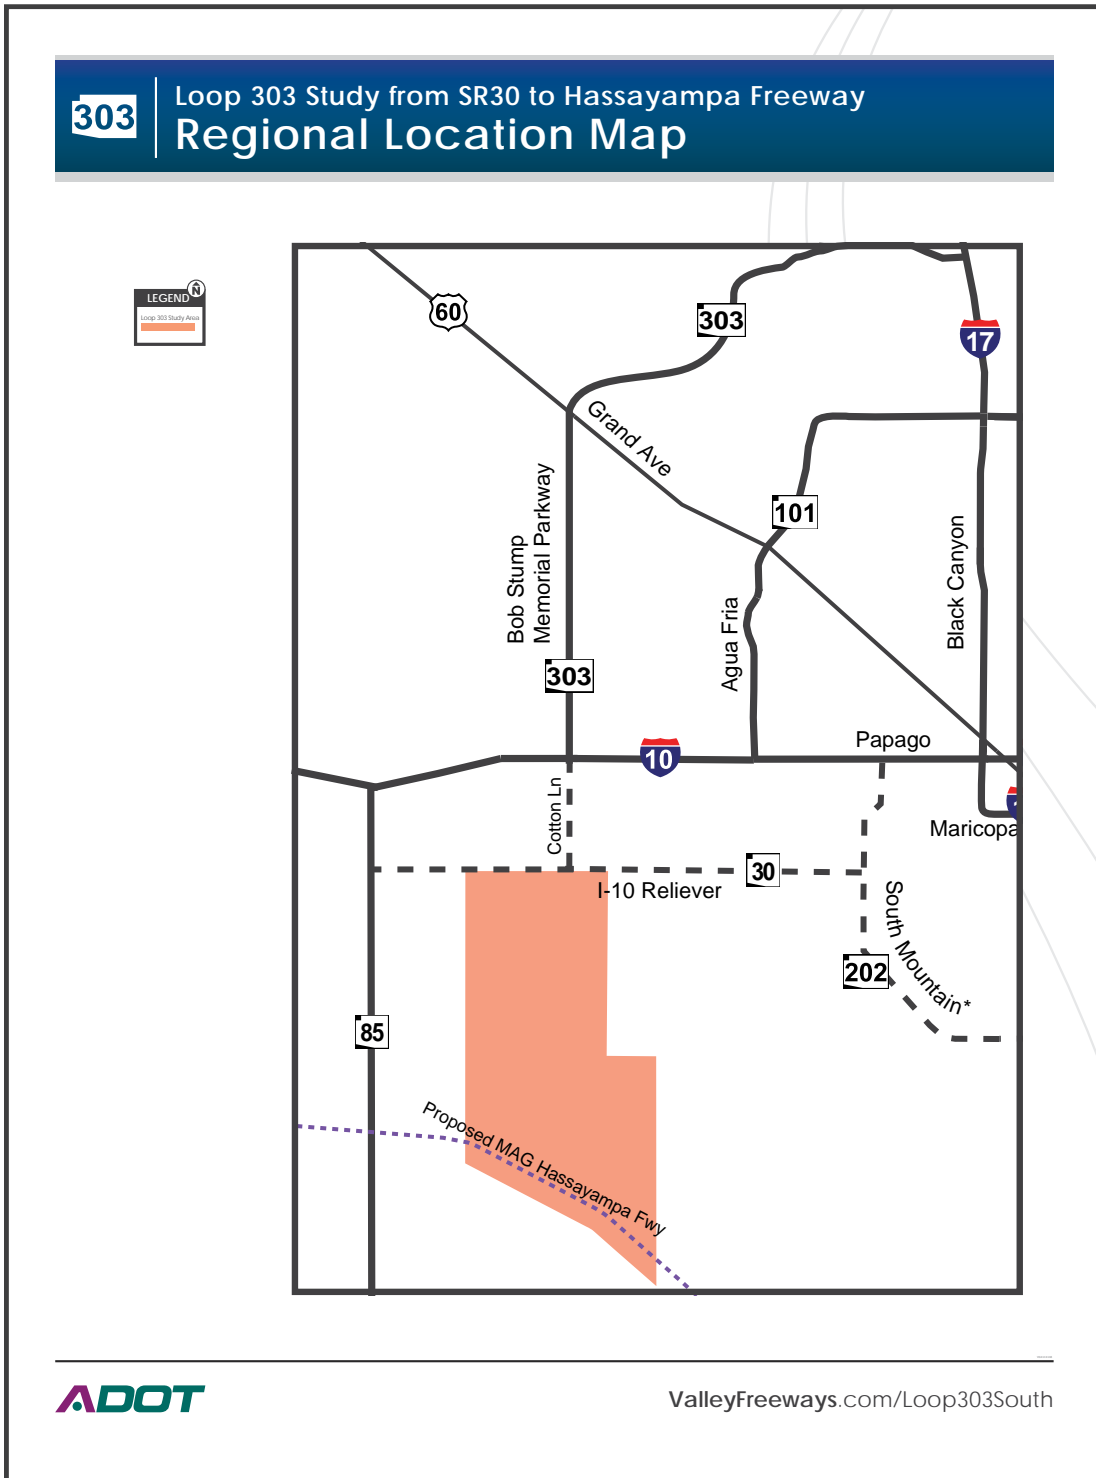 303
Loop 303 Study from SR30 to Hassayampa Freeway
Regional Location Map
LEGEND
N
Loop 303 Study Area
60
303
17
Grand Ave
101
Bob Stump
Memorial Parkway
Black Canyon
Agua Fria
303
Papago
10
Cotton Ln
Maricopa
30
I-10 Reliever
South Mountain*
202
85
Proposed MAG Hassayampa Fwy
ADOT
ValleyFreeways.com/Loop303South